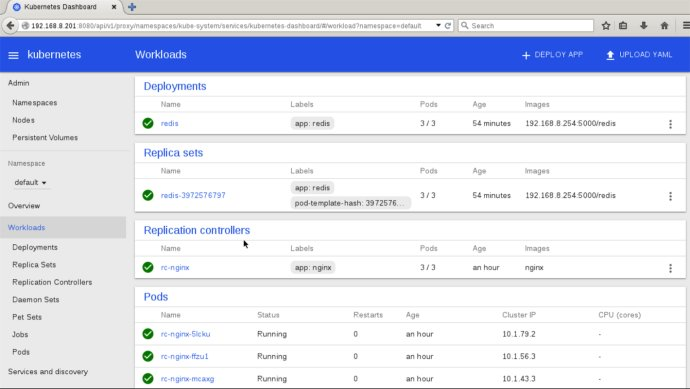 Kubernetes Dashboard
192.168.8.201:8080/api/v1/proxy/namespaces/kube-system/services/kubernetes-dashboard/#/workload?namespace=default
Search
kubernetes
Workloads
+ DEPLOY APP
UPLOAD YAML
Admin
Namespaces
Nodes
Persistent Volumes
Namespace
default
Overview
Workloads
Deployments
Replica Sets
Replication Controllers
Daemon Sets
Pet Sets
Jobs
Pods
Services and discovery
Deployments
Name Labels Pods Age Images
redis app: redis 3 / 3 54 minutes 192.168.8.254:5000/redis
Replica sets
Name Labels Pods Age Images
app: redis
redis-3972576797 3 / 3 54 minutes 192.168.8.254:5000/redis
pod-template-hash: 3972576...
Replication controllers
Name Labels Pods Age Images
rc-nginx app: nginx 3 / 3 an hour nginx
Pods
Name Status Restarts Age Cluster IP CPU (cores)
rc-nginx-5lcku Running 0 an hour 10.1.79.2 -
rc-nginx-ffzu1 Running 0 an hour 10.1.56.3 -
rc-nginx-mcaxg Running 0 an hour 10.1.43.3 -